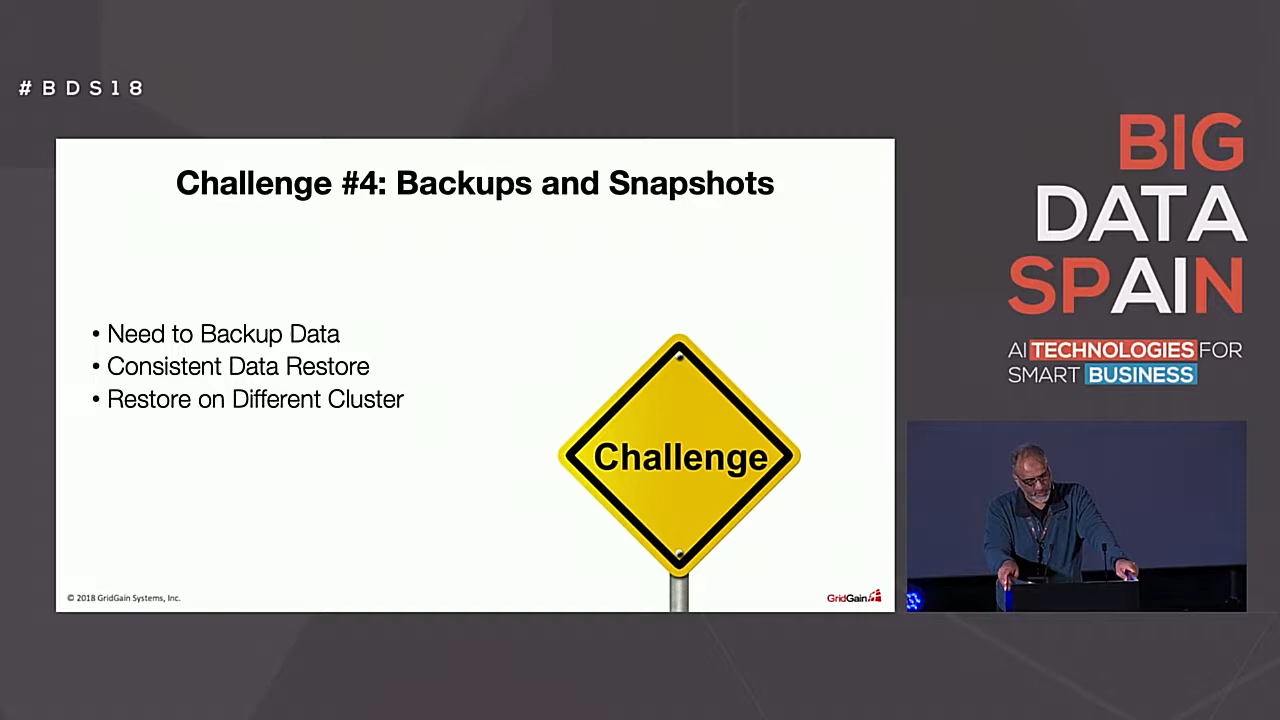 #BDS18
Challenge #4: Backups and Snapshots
• Need to Backup Data
• Consistent Data Restore
• Restore on Different Cluster
Challenge
© 2018 GridGain Systems, Inc.
GridGain
BIG
DATA
SPAIN
AI TECHNOLOGIES FOR
SMART BUSINESS